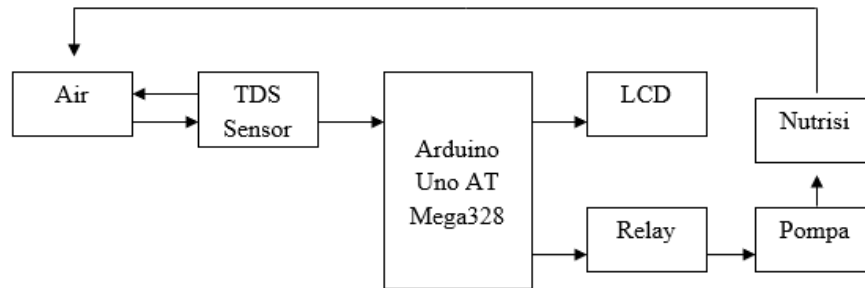 Air
TDS
Sensor
Arduino
Uno AT
Mega328
LCD
Relay
Nutrisi
Pompa